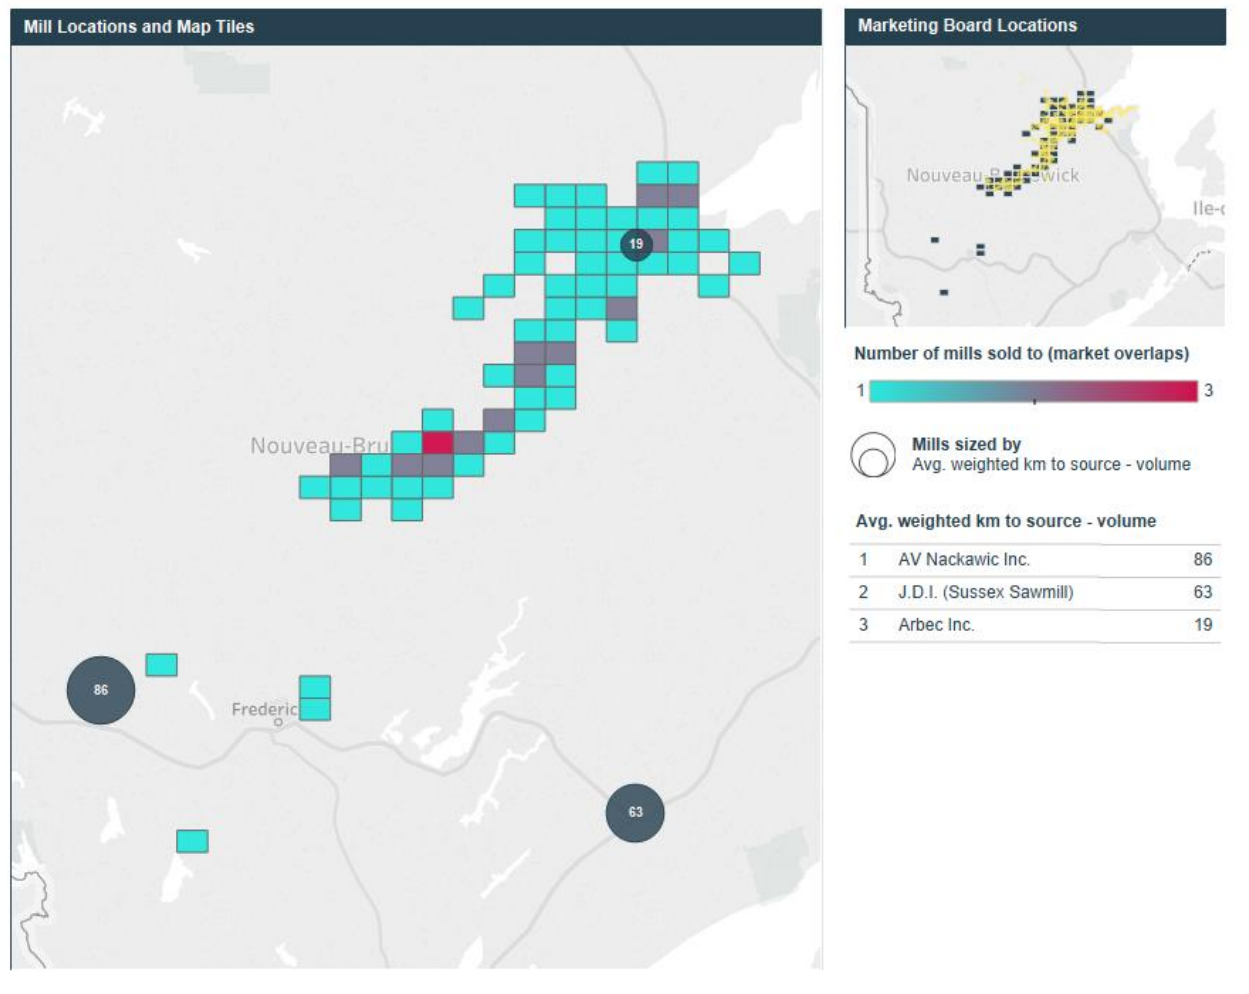 Mill Locations and Map Tiles
19
Nouveau-Bru
86
Frederic
63
Marketing Board Locations
Nouveau-B
wick
Ile-
Number of mills sold to (market overlaps)
1 3
Mills sized by
Avg. weighted km to source - volume
Avg. weighted km to source - volume
1 AV Nackawic Inc. 86
2 J.D.I. (Sussex Sawmill) 63
3 Arbec Inc. 19